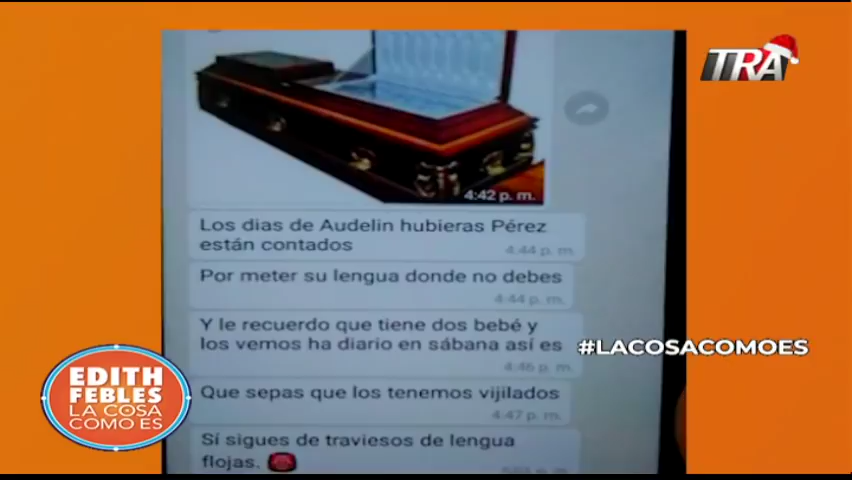 TRA
4:42 p. m.
Los dias de Audelin hubieras Pérez
están contados
4:44 p. m.
Por meter su lengua donde no debes
4:44 p. m.
Y le recuerdo que tiene dos bebé y
los vemos ha diario en sábana así es
4:46 p. m.
#LACOSACOMOES
Que sepas que los tenemos vijilados
4:47 p. m.
Sí sigues de traviesos de lengua
flojas.
EDITH
FEBLES
LA COSA
COMO ES